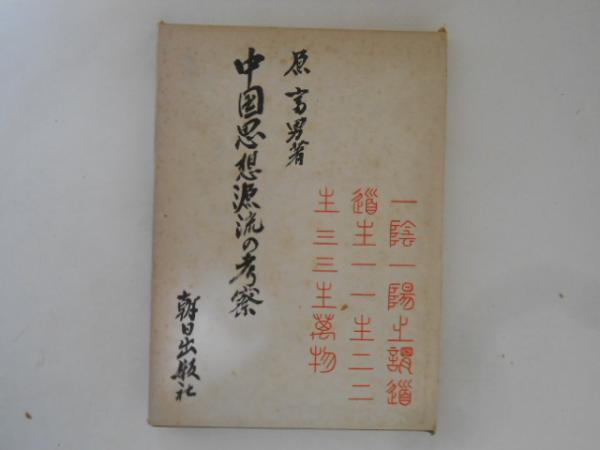 一陰一陽之謂道
道生一一生二二
生三三生萬物
原富男著
中国思想源流の考察
朝日出版社